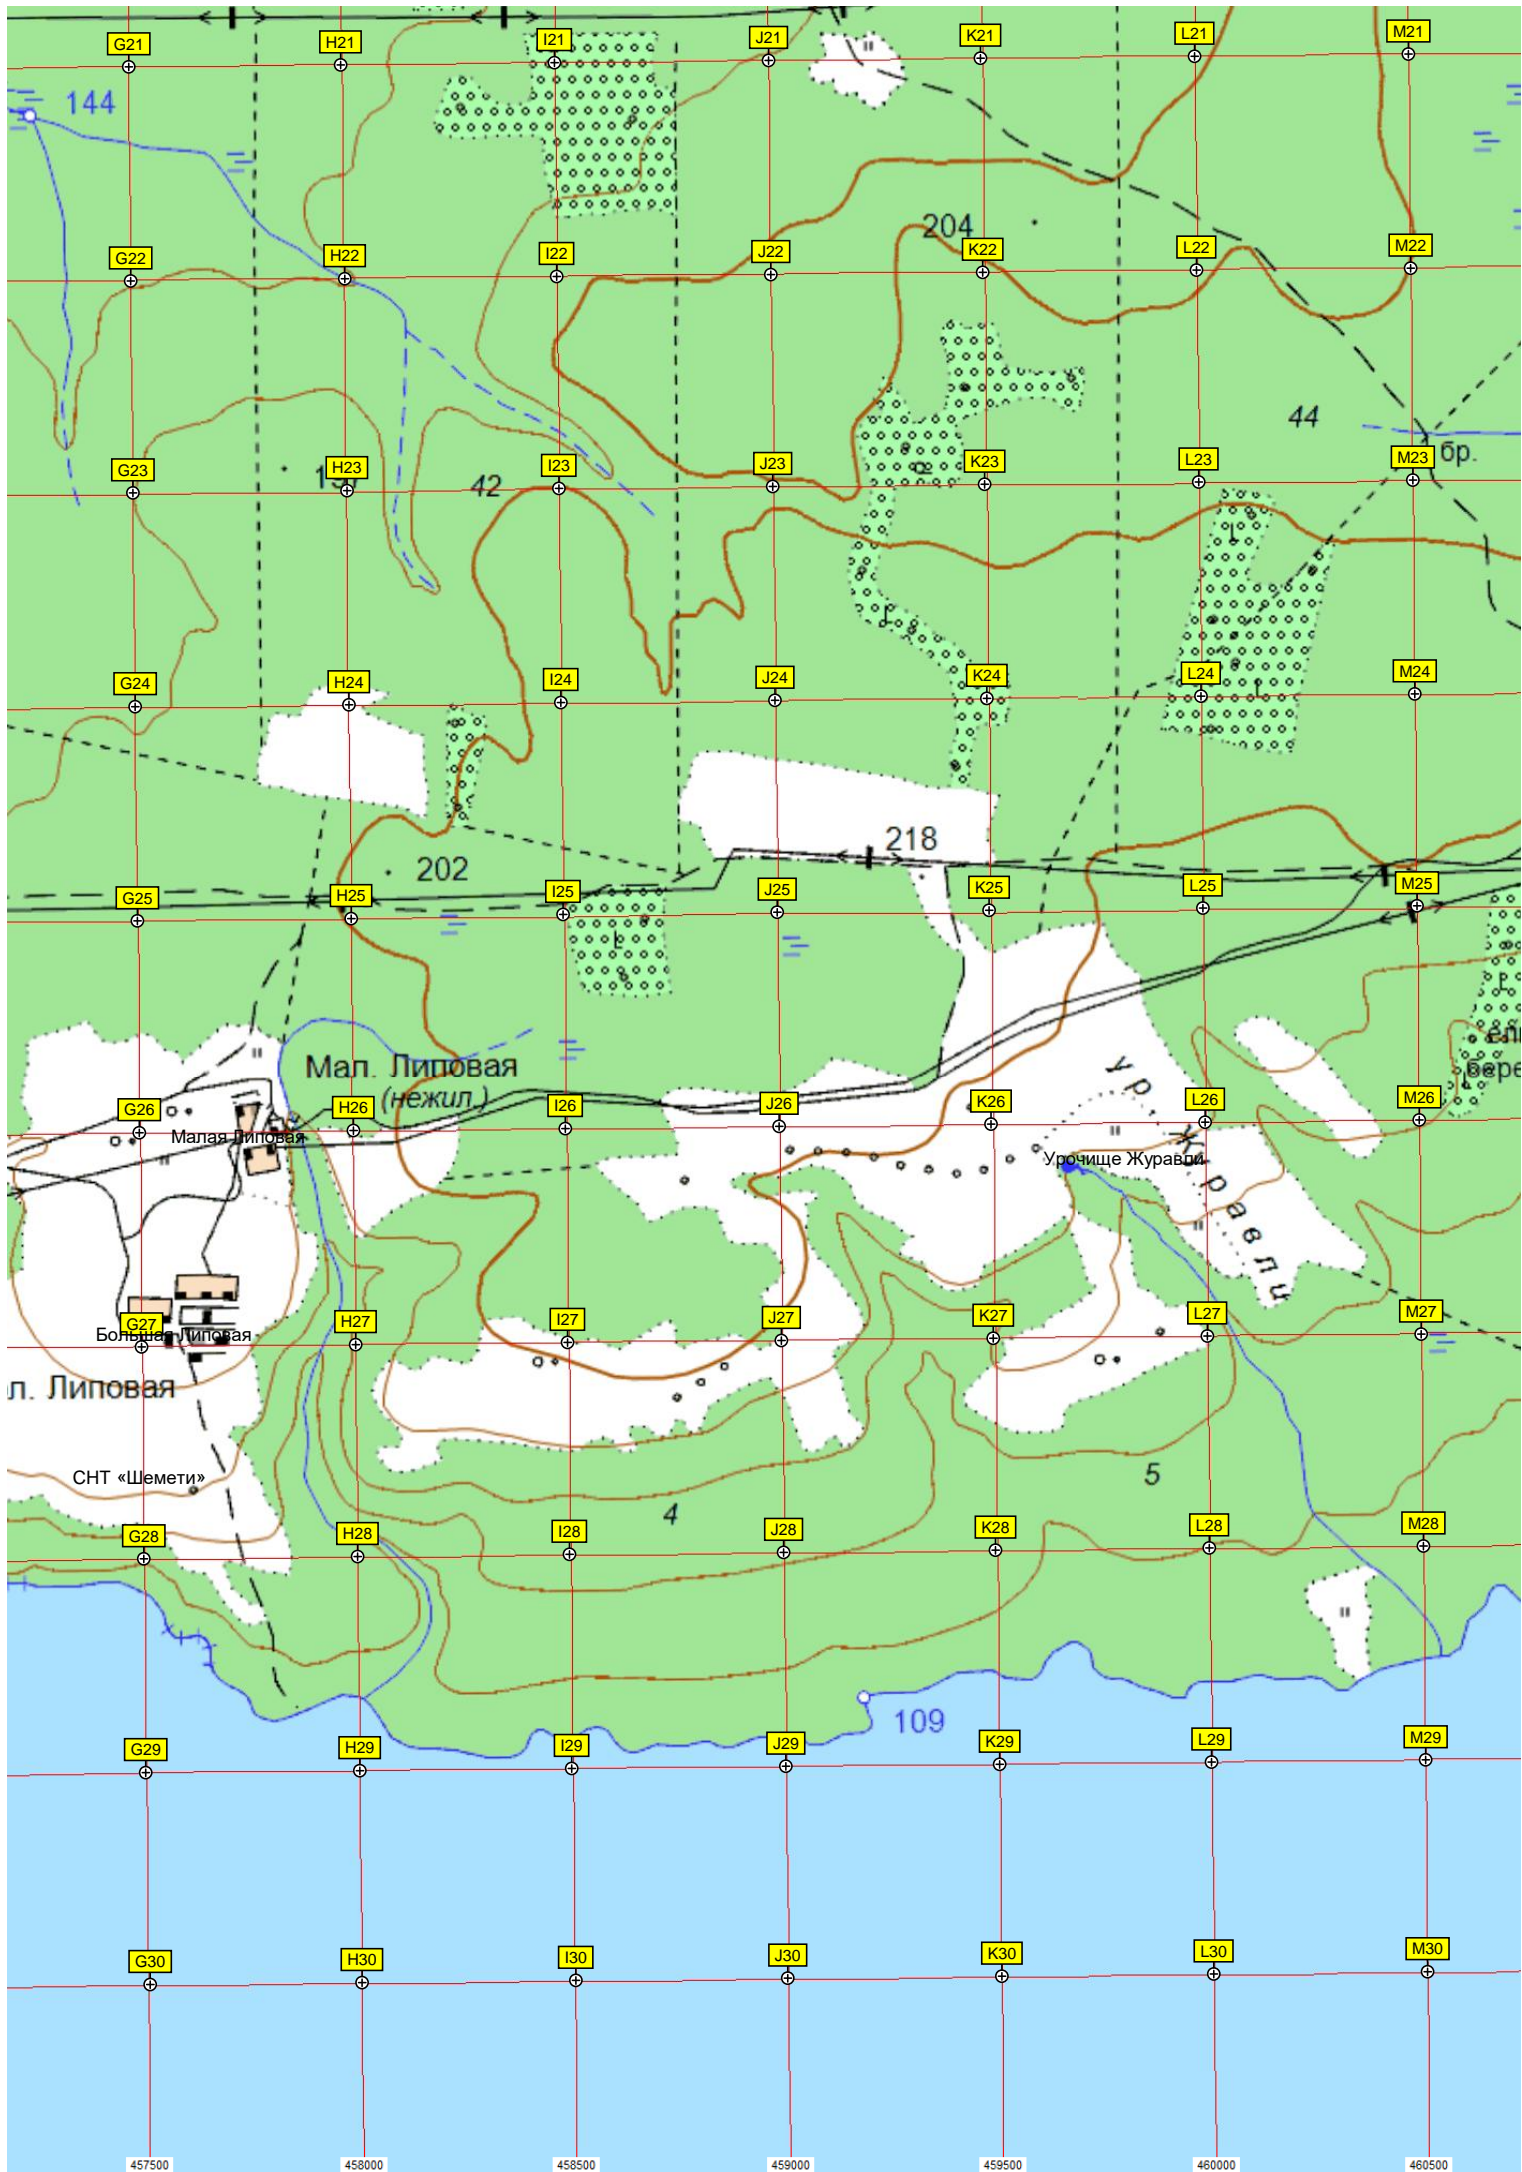 G21 H21 I21 J21 K21 L21 M21
144
204
G22 H22 I22 J22 K22 L22 M22
44
бр.
G23 H23 I23 J23 K23 L23 M23
42
G24 H24 I24 J24 K24 L24 M24
218
202
G25 H25 I25 J25 K25 L25 M25
Мал. Липовая
(нежил.)
ур. Журавли
G26 H26 I26 J26 K26 L26 M26
Малая Липовая
Урочище Журавли
G27 H27 I27 J27 K27 L27 M27
Большая Липовая
л. Липовая
СНТ «Шемети»
5
4
G28 H28 I28 J28 K28 L28 M28
109
G29 H29 I29 J29 K29 L29 M29
G30 H30 I30 J30 K30 L30 M30
457500 458000 458500 459000 459500 460000 460500